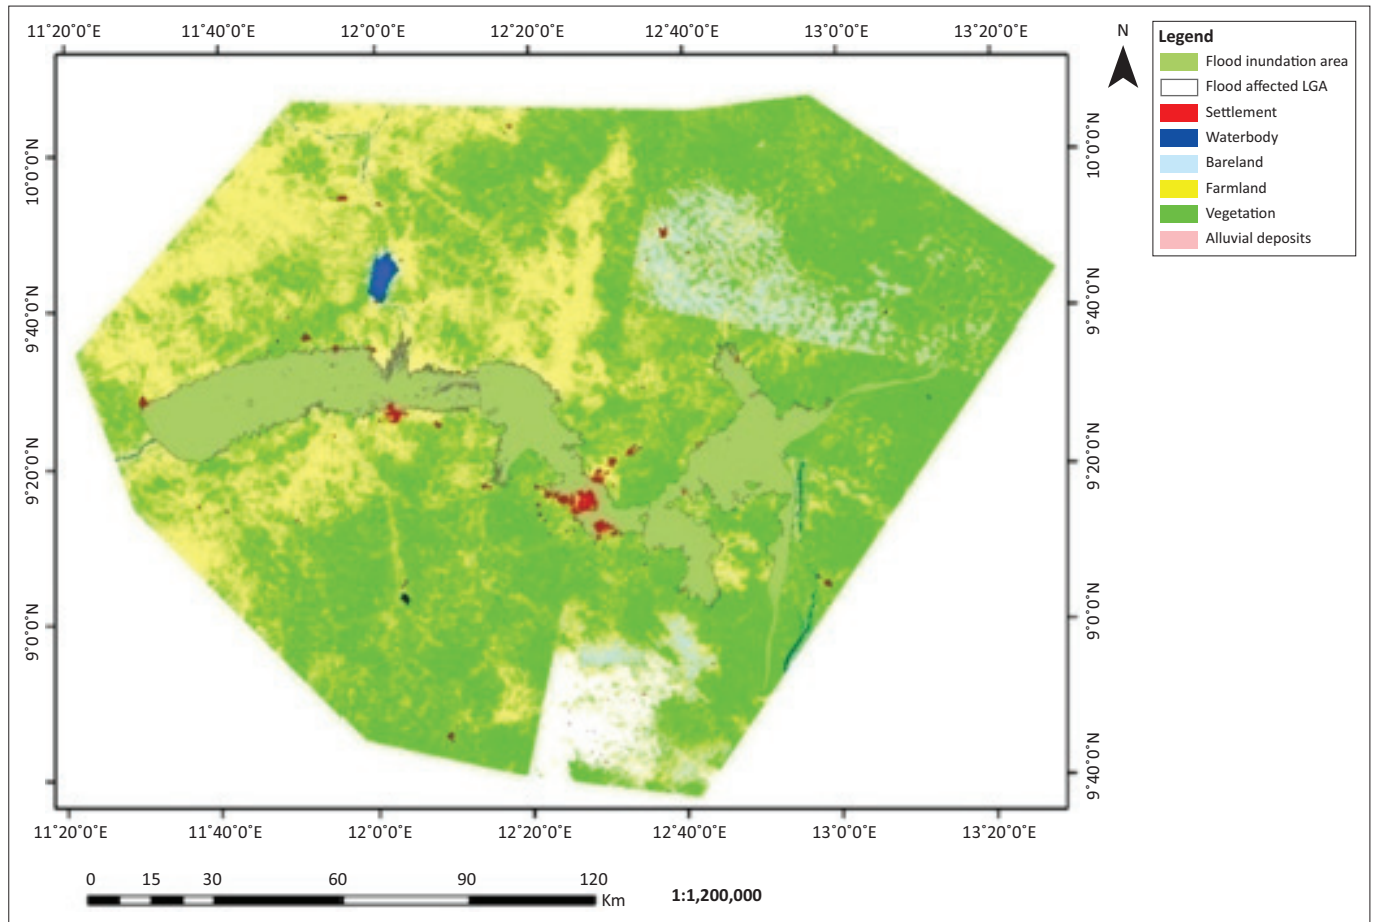 11˚20'0"E 11˚40'0"E 12˚0'0"E 12˚20'0"E 12˚40'0"E 13˚0'0"E 13˚20'0"E
N
Legend
Flood inundation area
Flood affected LGA
Settlement
Waterbody
Bareland
Farmland
Vegetation
Alluvial deposits
10˚0'0"N
9˚40'0"N
9˚20'0"N
9˚0'0"N
10˚0'0"N
9˚40'0"N
9˚20'0"N
9˚0'0"N
9˚40'0"N
11˚20'0"E 11˚40'0"E 12˚0'0"E 12˚20'0"E 12˚40'0"E 13˚0'0"E 13˚20'0"E
0 15 30 60 90 120
Km
1:1,200,000